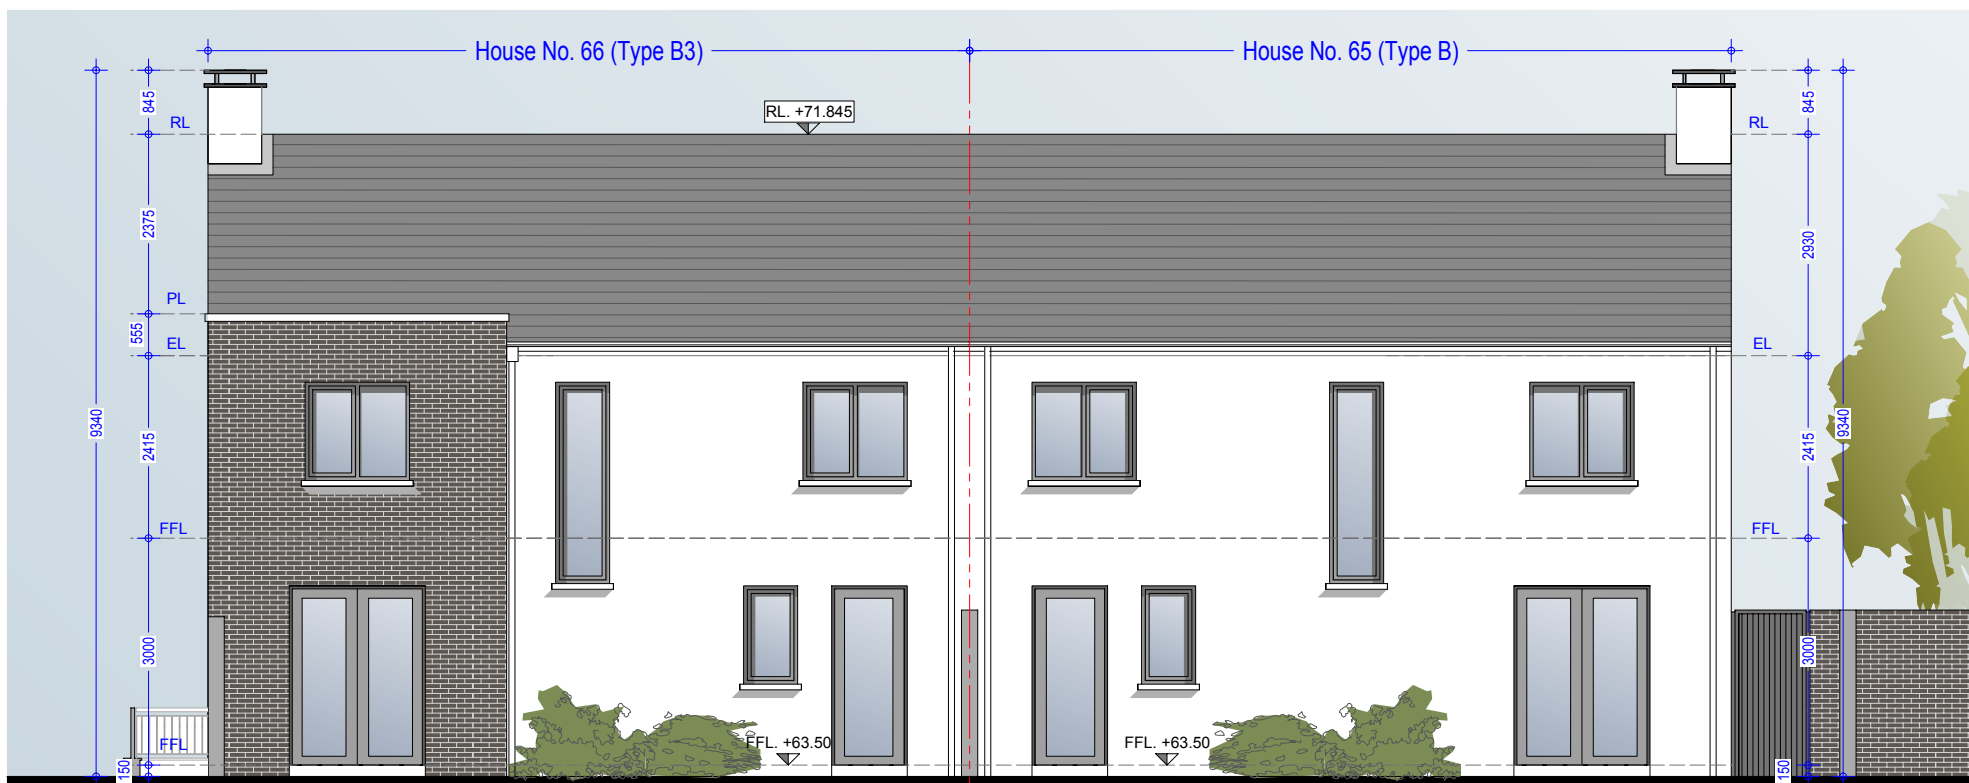 House No. 66 (Type B3)
House No. 65 (Type B)
845
845
RL. +71.845
RL
RL
2375
2930
PL
555
EL
EL
9340
2415
2415
9340
FFL
FFL
3000
3000
FFL
FFL. +63.50
FFL. +63.50
150
150